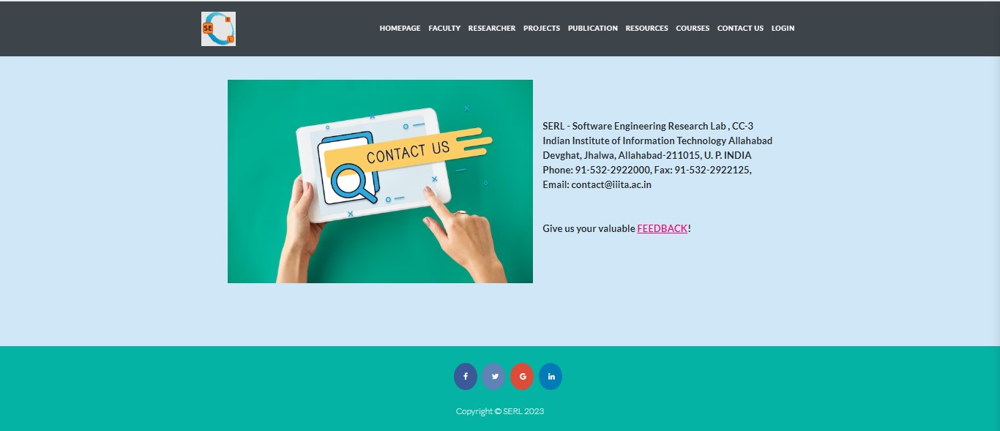 SE
R
L
HOMEPAGE FACULTY RESEARCHER PROJECTS PUBLICATION RESOURCES COURSES CONTACT US LOGIN
CONTACT US
SERL - Software Engineering Research Lab , CC-3
Indian Institute of Information Technology Allahabad
Devghat, Jhalwa, Allahabad-211015, U. P. INDIA
Phone: 91-532-2922000, Fax: 91-532-2922125,
Email: contact@iiita.ac.in
Give us your valuable FEEDBACK!
f G in
Copyright © SERL 2023